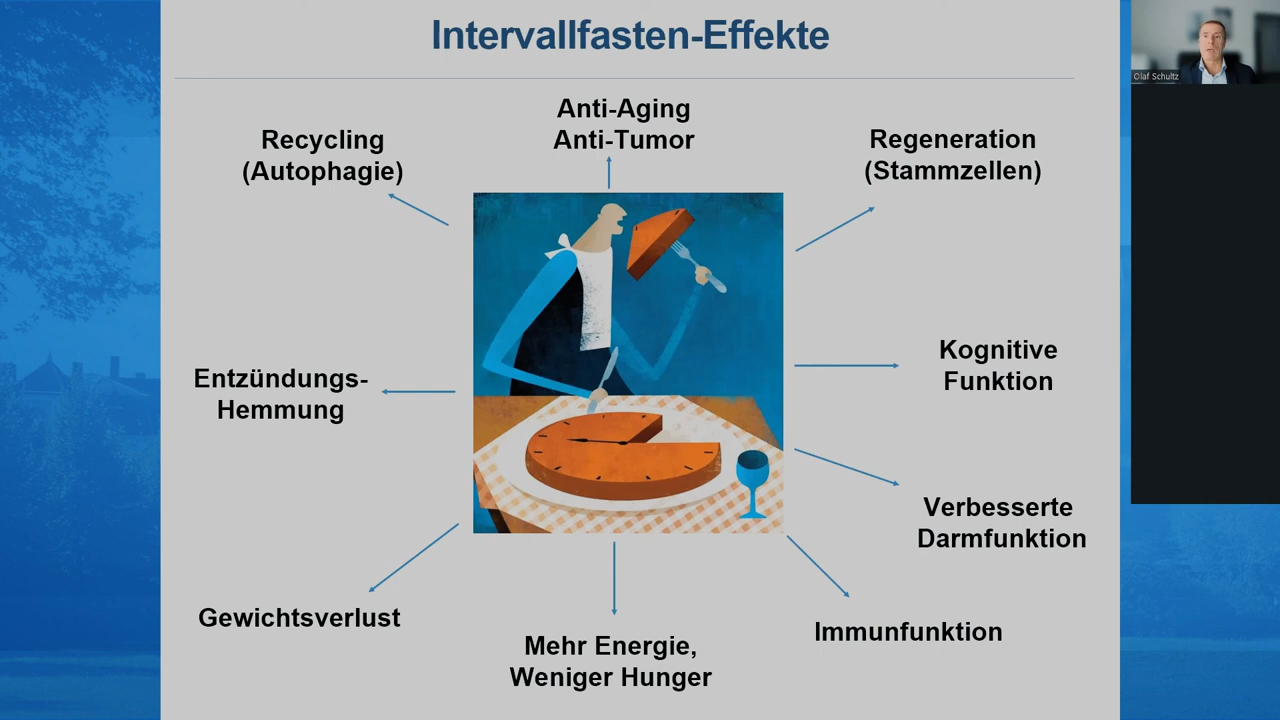 Intervallfasten-Effekte
Anti-Aging
Anti-Tumor
Recycling
(Autophagie)
Regeneration
(Stammzellen)
Kognitive
Funktion
Entzündungs-
Hemmung
Verbesserte
Darmfunktion
Gewichtsverlust
Mehr Energie,
Weniger Hunger
Immunfunktion
Olaf Schultz